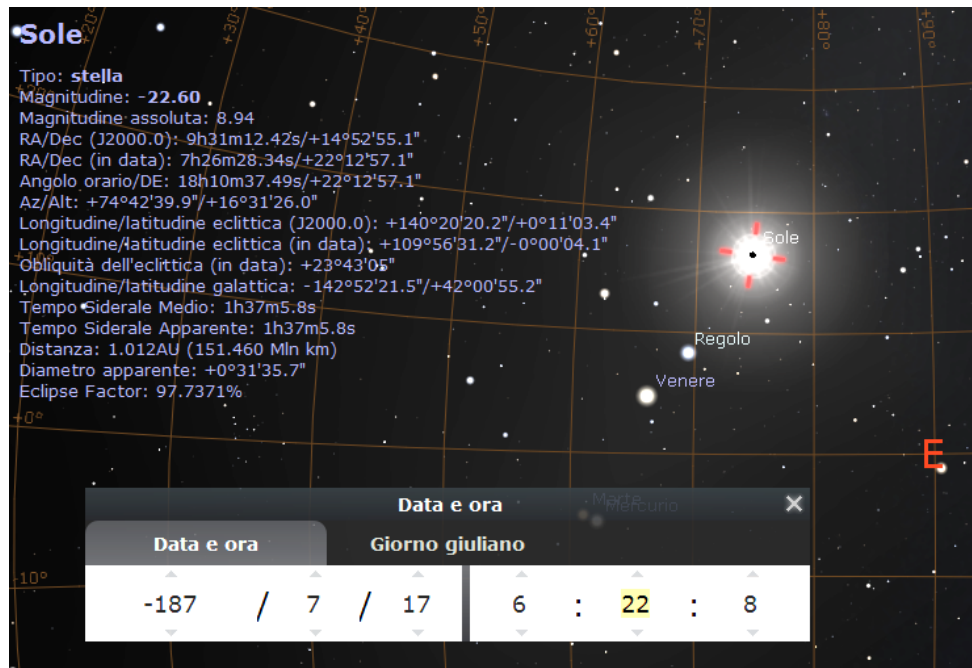 +20°
+30°
+40°
+50°
+60°
+70°
+80°
+90°
Sole
Tipo: stella
+20°
Magnitudine: -22.60
Magnitudine assoluta: 8.94
RA/Dec (J2000.0): 9h31m12.42s/+14°52'55.1"
RA/Dec (in data): 7h26m28.34s/+22°12'57.1"
Angolo orario/DE: 18h10m37.49s/+22°12'57.1"
Az/Alt: +74°42'39.9"/+16°31'26.0"
Longitudine/latitudine eclittica (J2000.0): +140°20'20.2"/+0°11'03.4"
Sole
Longitudine/latitudine eclittica (in data): +109°56'31.2"/-0°00'04.1"
+10°
Obliquità dell'eclittica (in data): +23°43'05"
Longitudine/latitudine galattica: -142°52'21.5"/+42°00'55.2"
Tempo Siderale Medio: 1h37m5.8s
Tempo Siderale Apparente: 1h37m5.8s
Regolo
Distanza: 1.012AU (151.460 Mln km)
Diametro apparente: +0°31'35.7"
Venere
Eclipse Factor: 97.7371%
+0°
E
Marte
Mercurio
Data e ora
Data e ora
Giorno giuliano
-10°
-187 / 7 / 17
6 : 22 : 8